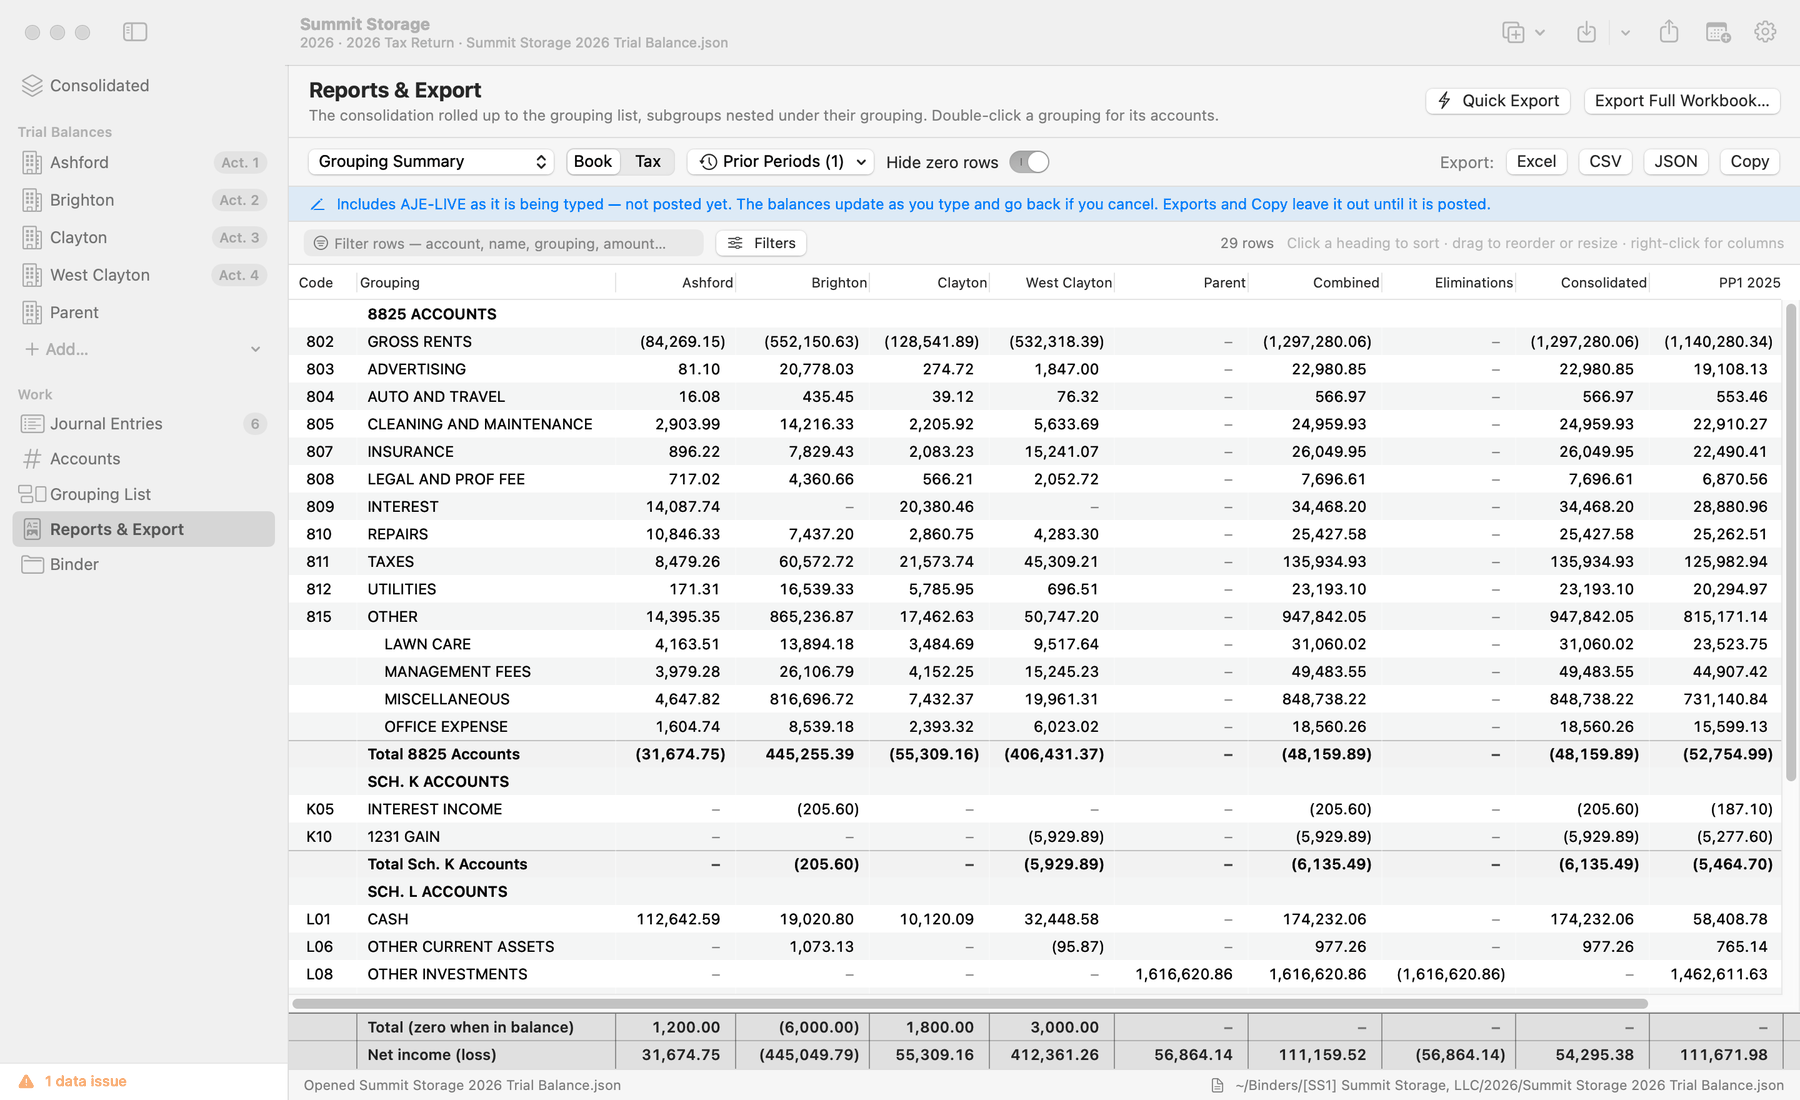 Summit Storage
2026 · 2026 Tax Return · Summit Storage 2026 Trial Balance.json
Consolidated
Trial Balances
Ashford Act. 1
Brighton Act. 2
Clayton Act. 3
West Clayton Act. 4
Parent
Add...
Work
Journal Entries 6
Accounts
Grouping List
Reports & Export
Binder
1 data issue
Reports & Export
The consolidation rolled up to the grouping list, subgroups nested under their grouping. Double-click a grouping for its accounts.
Quick Export Export Full Workbook...
Grouping Summary Book Tax Prior Periods (1) Hide zero rows Export: Excel CSV JSON Copy
Includes AJE-LIVE as it is being typed — not posted yet. The balances update as you type and go back if you cancel. Exports and Copy leave it out until it is posted.
Filter rows — account, name, grouping, amount... Filters 29 rows Click a heading to sort · drag to reorder or resize · right-click for columns
Code Grouping Ashford Brighton Clayton West Clayton Parent Combined Eliminations Consolidated PP1 2025
8825 ACCOUNTS
802 GROSS RENTS (84,269.15) (552,150.63) (128,541.89) (532,318.39) – (1,297,280.06) – (1,297,280.06) (1,140,280.34)
803 ADVERTISING 81.10 20,778.03 274.72 1,847.00 – 22,980.85 – 22,980.85 19,108.13
804 AUTO AND TRAVEL 16.08 435.45 39.12 76.32 – 566.97 – 566.97 553.46
805 CLEANING AND MAINTENANCE 2,903.99 14,216.33 2,205.92 5,633.69 – 24,959.93 – 24,959.93 22,910.27
807 INSURANCE 896.22 7,829.43 2,083.23 15,241.07 – 26,049.95 – 26,049.95 22,490.41
808 LEGAL AND PROF FEE 717.02 4,360.66 566.21 2,052.72 – 7,696.61 – 7,696.61 6,870.56
809 INTEREST 14,087.74 – 20,380.46 – – 34,468.20 – 34,468.20 28,880.96
810 REPAIRS 10,846.33 7,437.20 2,860.75 4,283.30 – 25,427.58 – 25,427.58 25,262.51
811 TAXES 8,479.26 60,572.72 21,573.74 45,309.21 – 135,934.93 – 135,934.93 125,982.94
812 UTILITIES 171.31 16,539.33 5,785.95 696.51 – 23,193.10 – 23,193.10 20,294.97
815 OTHER 14,395.35 865,236.87 17,462.63 50,747.20 – 947,842.05 – 947,842.05 815,171.14
LAWN CARE 4,163.51 13,894.18 3,484.69 9,517.64 – 31,060.02 – 31,060.02 23,523.75
MANAGEMENT FEES 3,979.28 26,106.79 4,152.25 15,245.23 – 49,483.55 – 49,483.55 44,907.42
MISCELLANEOUS 4,647.82 816,696.72 7,432.37 19,961.31 – 848,738.22 – 848,738.22 731,140.84
OFFICE EXPENSE 1,604.74 8,539.18 2,393.32 6,023.02 – 18,560.26 – 18,560.26 15,599.13
Total 8825 Accounts (31,674.75) 445,255.39 (55,309.16) (406,431.37) – (48,159.89) – (48,159.89) (52,754.99)
SCH. K ACCOUNTS
K05 INTEREST INCOME – (205.60) – – – (205.60) – (205.60) (187.10)
K10 1231 GAIN – – – (5,929.89) – (5,929.89) – (5,929.89) (5,277.60)
Total Sch. K Accounts – (205.60) – (5,929.89) – (6,135.49) – (6,135.49) (5,464.70)
SCH. L ACCOUNTS
L01 CASH 112,642.59 19,020.80 10,120.09 32,448.58 – 174,232.06 – 174,232.06 58,408.78
L06 OTHER CURRENT ASSETS – 1,073.13 – (95.87) – 977.26 – 977.26 765.14
L08 OTHER INVESTMENTS – – – – 1,616,620.86 1,616,620.86 (1,616,620.86) – 1,462,611.63
Total (zero when in balance) 1,200.00 (6,000.00) 1,800.00 3,000.00 – – – – –
Net income (loss) 31,674.75 (445,049.79) 55,309.16 412,361.26 56,864.14 111,159.52 (56,864.14) 54,295.38 111,671.98
Opened Summit Storage 2026 Trial Balance.json ~/Binders/[SS1] Summit Storage, LLC/2026/Summit Storage 2026 Trial Balance.json